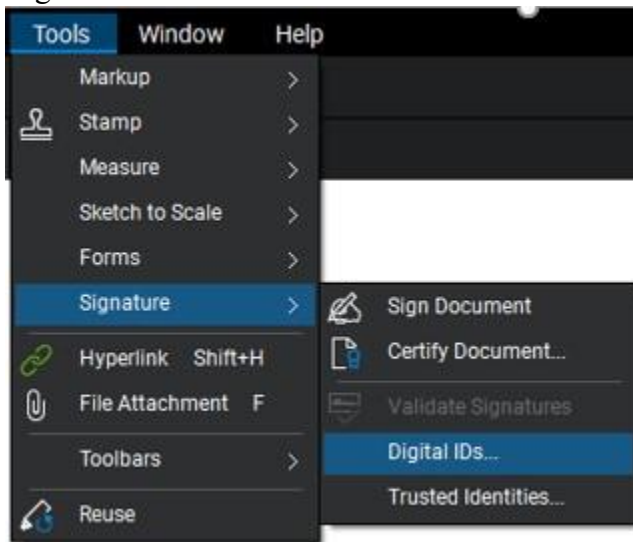 Tools Window Help
Markup
Stamp
Measure
Sketch to Scale
Forms
Signature
Hyperlink Shift+H
File Attachment F
Toolbars
Reuse
Sign Document
Certify Document...
Validate Signatures
Digital IDs...
Trusted Identities...